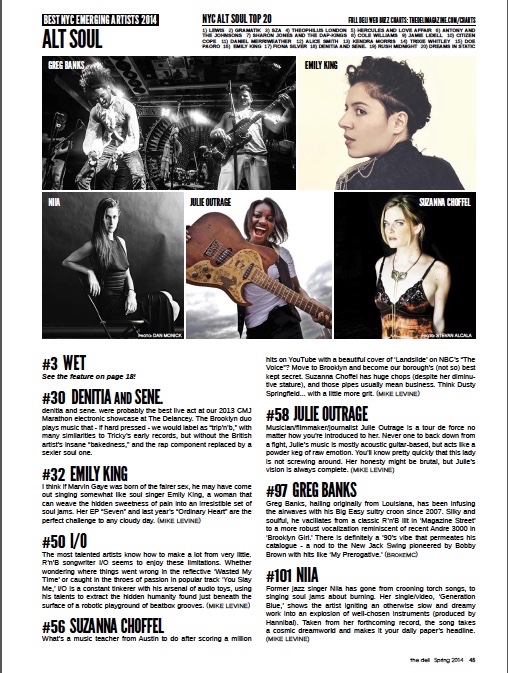 BEST NYC EMERGING ARTISTS 2014
ALT SOUL
NYC ALT SOUL TOP 20
FULL DELI WEB BUZZ CHARTS: THEDELIMAGAZINE.COM/CHARTS
1) LEWIS 2) GRAMATIK 3) SZA 4) THEOPHILUS LONDON 5) HERCULES AND LOVE AFFAIR 6) ANTONY AND
THE JOHNSONS 7) SHARON JONES AND THE DAP-KINGS 8) COLE WILLIAMS 9) JAMIE LIDELL 10) CITIZEN
COPE 11) DANIEL MERRIWEATHER 12) ALICE SMITH 13) KENDRA MORRIS 14) TRIXIE WHITLEY 15) DOE
PAORO 16) EMILY KING 17) FIONA SILVER 18) DENITIA AND SENE. 19) RUSH MIDNIGHT 20) DREAMS IN STATIC
GREG BANKS
EMILY KING
NIIA
Photo: DAN MONICK
JULIE OUTRAGE
SUZANNA CHOFFEL
Photo: STEVAN ALCALA
#3 WET
See the feature on page 18!
#30 DENITIA AND SENE.
denitia and sene. were probably the best live act at our 2013 CMJ
Marathon electronic showcase at The Delancey. The Brooklyn duo
plays music that - if hard pressed - we would label as "trip'n'b," with
many similarities to Tricky's early records, but without the British
artist's insane "bakedness," and the rap component replaced by a
sexier soul one.
#32 EMILY KING
I think if Marvin Gaye was born of the fairer sex, he may have come
out singing somewhat like soul singer Emily King, a woman that
can weave the hidden sweetness of pain into an irresistible set of
soul jams. Her EP "Seven" and last year's "Ordinary Heart" are the
perfect challenge to any cloudy day. (MIKE LEVINE)
#50 I/O
The most talented artists know how to make a lot from very little.
R'n'B songwriter I/O seems to enjoy these limitations. Whether
wondering where things went wrong in the reflective 'Wasted My
Time' or caught in the throes of passion in popular track 'You Slay
Me,' I/O is a constant tinkerer with his arsenal of audio toys, using
his talents to extract the hidden humanity found just beneath the
surface of a robotic playground of beatbox grooves. (MIKE LEVINE)
#56 SUZANNA CHOFFEL
What's a music teacher from Austin to do after scoring a million
hits on YouTube with a beautiful cover of 'Landslide' on NBC's "The
Voice"? Move to Brooklyn and become our borough's (not so) best
kept secret. Suzanna Choffel has huge chops (despite her diminu-
tive stature), and those pipes usually mean business. Think Dusty
Springfield... with a little more grit. (MIKE LEVINE)
#58 JULIE OUTRAGE
Musician/filmmaker/journalist Julie Outrage is a tour de force no
matter how you're introduced to her. Never one to back down from
a fight, Julie's music is mostly acoustic guitar-based, but acts like a
powder keg of raw emotion. You'll know pretty quickly that this lady
is not screwing around. Her honesty might be brutal, but Julie's
vision is always complete. (MIKE LEVINE)
#97 GREG BANKS
Greg Banks, hailing originally from Louisiana, has been infusing
the airwaves with his Big Easy sultry croon since 2007. Silky and
soulful, he vacillates from a classic R'n'B lilt in 'Magazine Street'
to a more robust vocalization reminiscent of recent Andre 3000 in
'Brooklyn Girl.' There is definitely a '90's vibe that permeates his
catalogue - a nod to the New Jack Swing pioneered by Bobby
Brown with hits like 'My Prerogative.' (BROKEMC)
#101 NIIA
Former jazz singer Niia has gone from crooning torch songs, to
singing soul jams about burning. Her single/video, 'Generation
Blue,' shows the artist igniting an otherwise slow and dreamy
work into an explosion of well-chosen instruments (produced by
Hannibal). Taken from her forthcoming record, the song takes
a cosmic dreamworld and makes it your daily paper's headline.
(MIKE LEVINE)
the deli Spring 2014 45